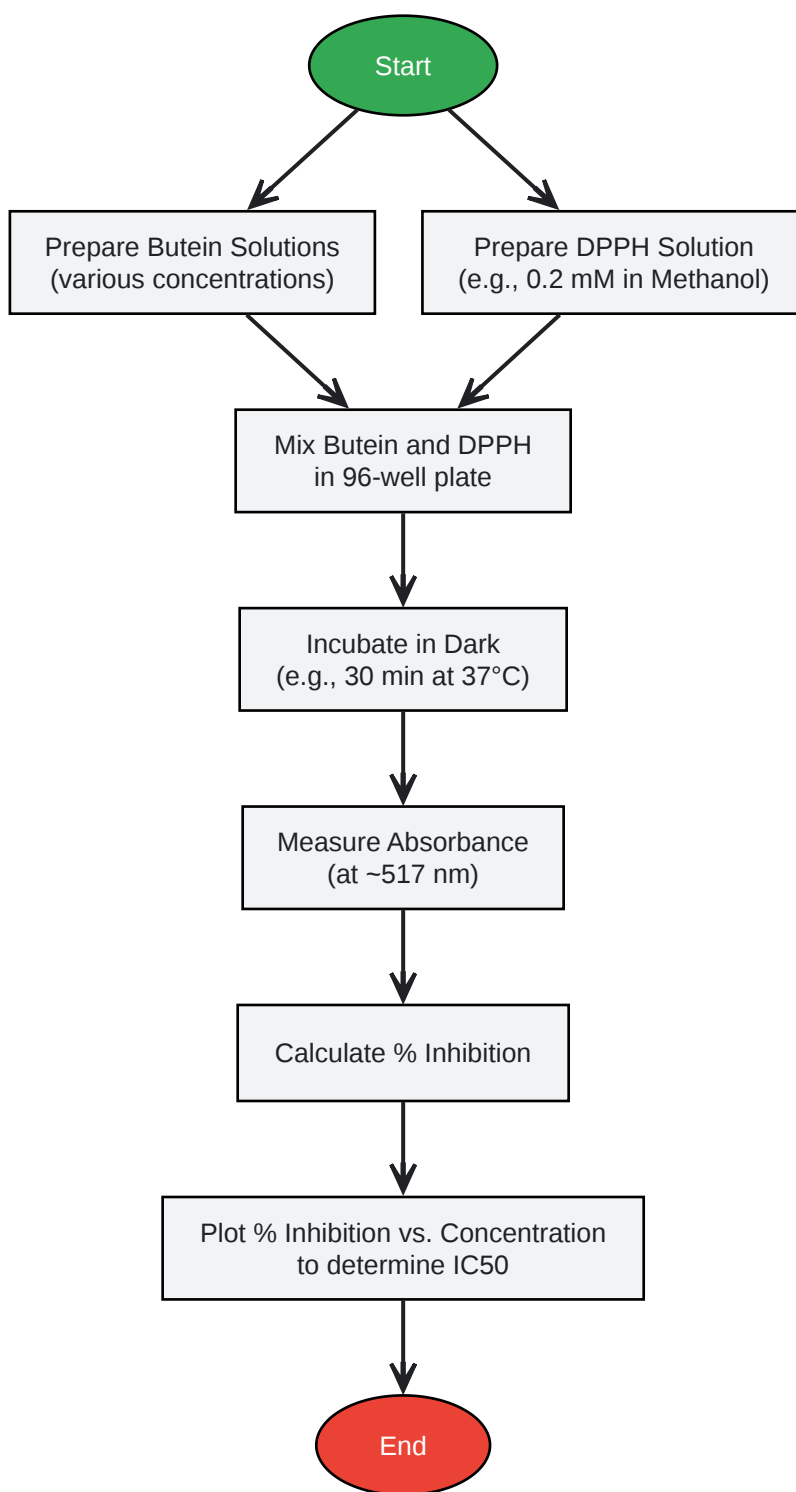 Start
Prepare Butein Solutions
(various concentrations)
Prepare DPPH Solution
(e.g., 0.2 mM in Methanol)
Mix Butein and DPPH
in 96-well plate
Incubate in Dark
(e.g., 30 min at 37°C)
Measure Absorbance
(at ~517 nm)
Calculate % Inhibition
Plot % Inhibition vs. Concentration
to determine IC50
End